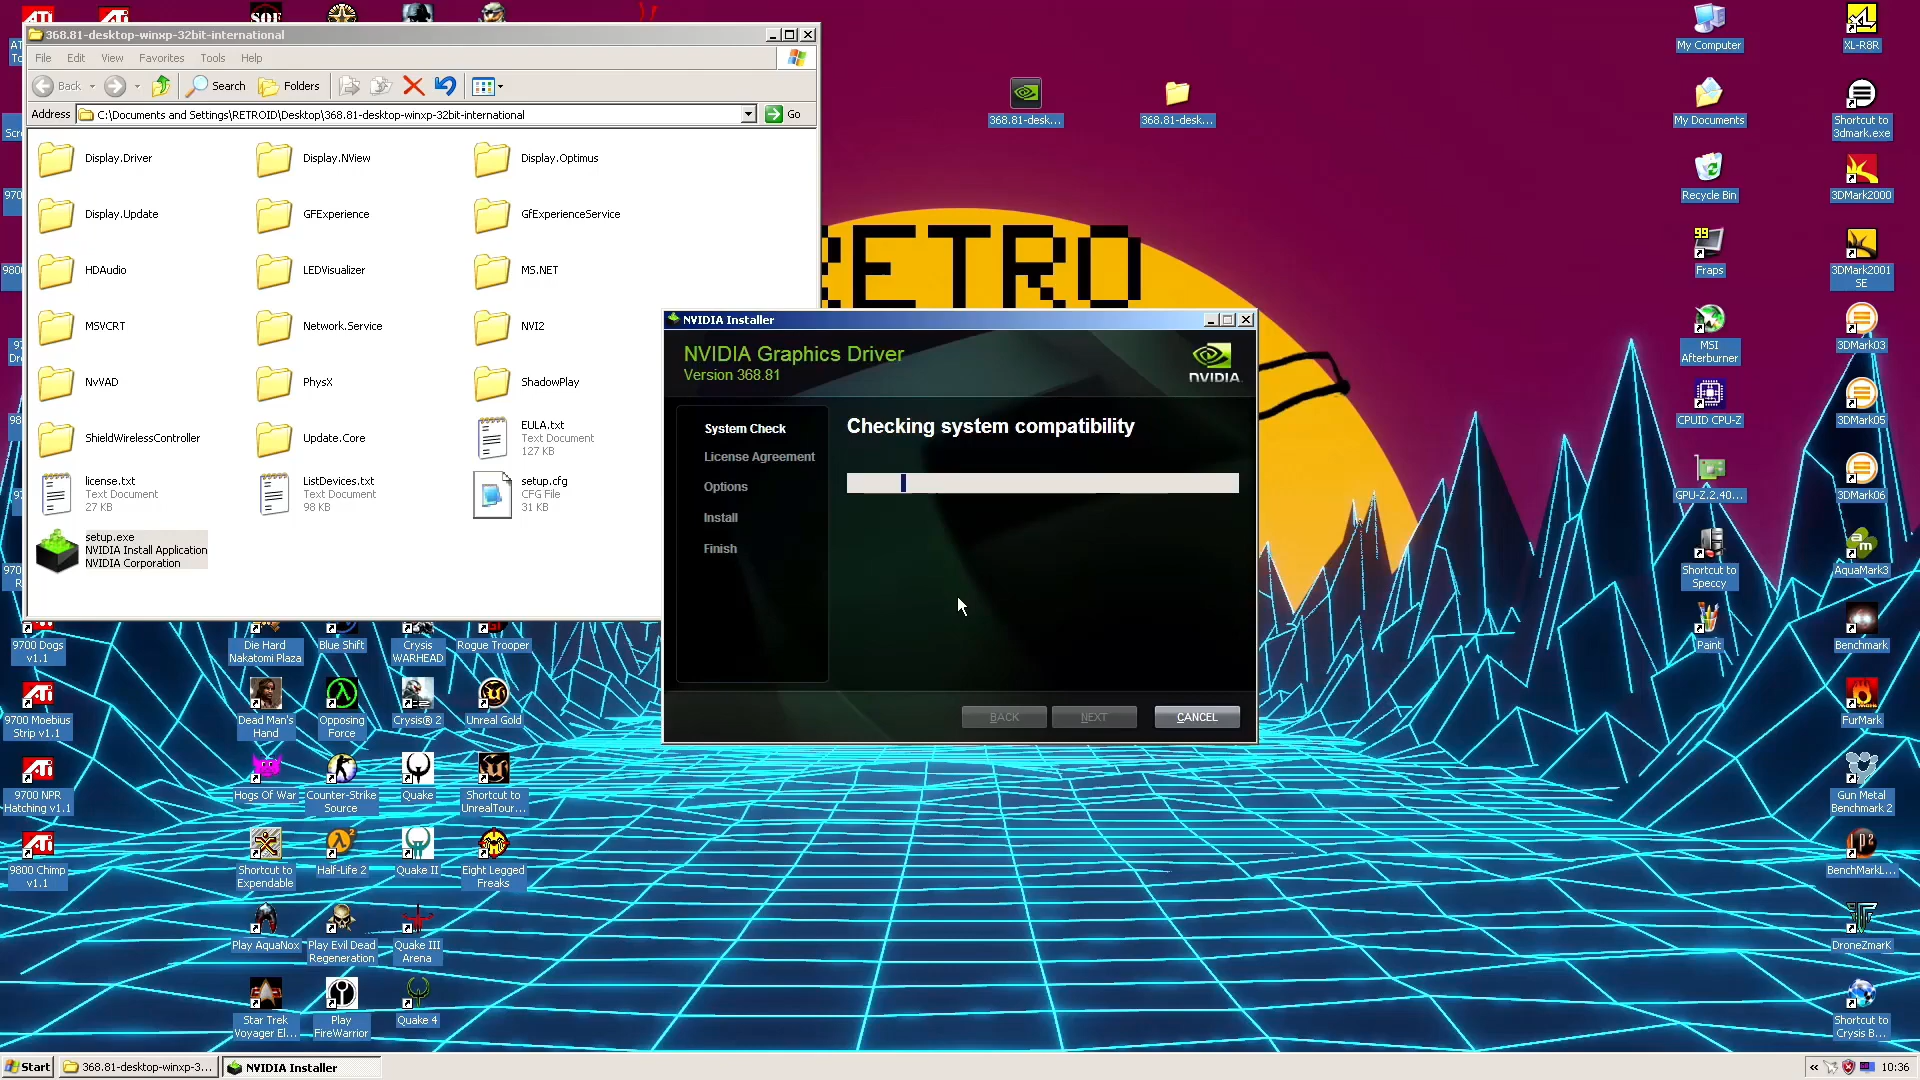 368.81-desktop-winxp-32bit-international
File Edit View Favorites Tools Help
Back Search Folders
Address C:\Documents and Settings\RETROID\Desktop\368.81-desktop-winxp-32bit-international Go
Display.Driver
Display.NView
Display.Optimus
Display.Update
GFExperience
GfExperienceService
HDAudio
LEDVisualizer
MS.NET
MSVCRT
Network.Service
NVI2
NvVAD
PhysX
ShadowPlay
ShieldWirelessController
Update.Core
EULA.txt
Text Document
127 KB
license.txt
Text Document
27 KB
ListDevices.txt
Text Document
98 KB
setup.cfg
CFG File
31 KB
setup.exe
NVIDIA Install Application
NVIDIA Corporation
368.81-desk...
368.81-desk...
RETRO
NVIDIA Installer
NVIDIA Graphics Driver
Version 368.81
NVIDIA.
System Check
License Agreement
Options
Install
Finish
Checking system compatibility
BACK
NEXT
CANCEL
My Computer
XL-R8R
My Documents
Shortcut to
3dmark.exe
Recycle Bin
3DMark2000
99
Fraps
3DMark2001
SE
MSI
Afterburner
3DMark03
CPUID CPU-Z
3DMark05
GPU-Z.2.40...
3DMark06
Shortcut to
Speccy
AquaMark3
Paint
Benchmark
FurMark
Gun Metal
Benchmark 2
BenchMarkL...
DroneZmarK
Shortcut to
Crysis B...
9700 Dogs
v1.1
Die Hard
Nakatomi Plaza
Blue Shift
Crysis
WARHEAD
Rogue Trooper
9700 Moebius
Strip v1.1
Dead Man's
Hand
Opposing
Force
Crysis® 2
Unreal Gold
9700 NPR
Hatching v1.1
Hogs Of War
Counter-Strike
Source
Quake
Shortcut to
UnrealTour...
9800 Chimp
v1.1
Shortcut to
Expendable
Half-Life 2
Quake II
Eight Legged
Freaks
Play AquaNox
Play Evil Dead
Regeneration
Quake III
Arena
Star Trek
Voyager El...
Play
FireWarrior
Quake 4
Start
368.81-desktop-winxp-3...
NVIDIA Installer
10:36